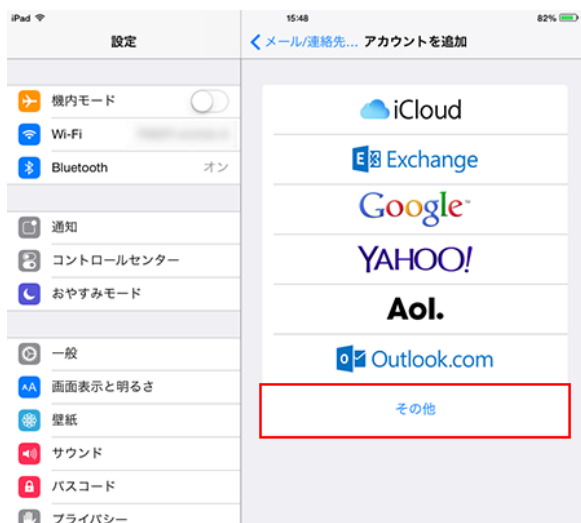 iPad 15:48 82%
設定
メール/連絡先... アカウントを追加
機内モード
Wi-Fi
Bluetooth オン
通知
コントロールセンター
おやすみモード
一般
画面表示と明るさ
壁紙
サウンド
パスコード
プライバシー
iCloud
Exchange
Google
YAHOO!
Aol.
Outlook.com
その他